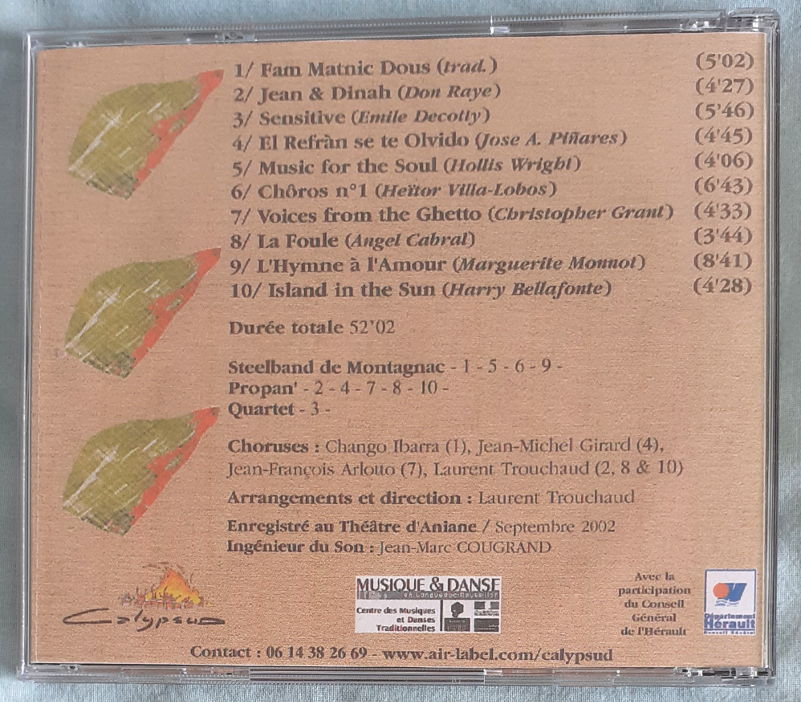 1/ Fam Matnic Dous (trad.) (5'02)
2/ Jean & Dinah (Don Raye) (4'27)
3/ Sensitive (Emile Decotty) (5'46)
4/ El Refràn se te Olvido (Jose A. Piñares) (4'45)
5/ Music for the Soul (Hollis Wright) (4'06)
6/ Chôros n°1 (Heïtor Villa-Lobos) (6'43)
7/ Voices from the Ghetto (Christopher Grant) (4'33)
8/ La Foule (Angel Cabral) (3'44)
9/ L'Hymne à l'Amour (Marguerite Monnot) (8'41)
10/ Island in the Sun (Harry Bellafonte) (4'28)
Durée totale 52'02
Steelband de Montagnac - 1 - 5 - 6 - 9 -
Propan' - 2 - 4 - 7 - 8 - 10 -
Quartet - 3 -
Choruses : Chango Ibarra (1), Jean-Michel Girard (4),
Jean-François Arlotto (7), Laurent Trouchaud (2, 8 & 10)
Arrangements et direction : Laurent Trouchaud
Enregistré au Théâtre d'Aniane / Septembre 2002
Ingénieur du Son : Jean-Marc COUGRAND
Calypsud
MUSIQUE & DANSE
en Languedoc-Roussillon
Centre des Musiques
et Danses
Traditionnelles
Avec la
participation
du Conseil
Général
de l'Hérault
Département
Hérault
Conseil Général
Contact : 06 14 38 26 69 - www.air-label.com/calypsud